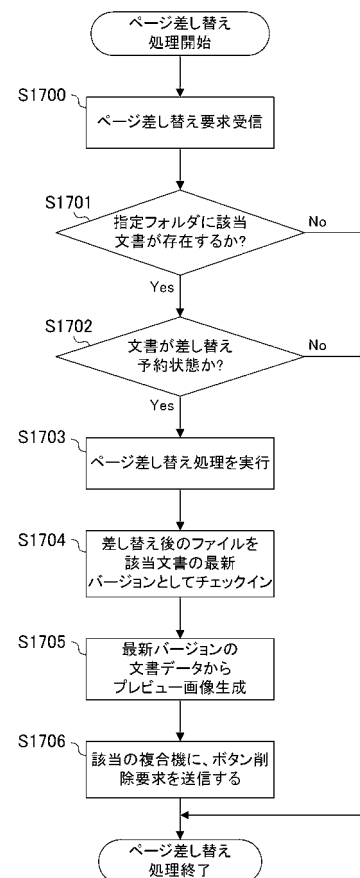 ページ差し替え
処理開始
S1700
ページ差し替え要求受信
S1701
指定フォルダに該当
文書が存在するか?
No
Yes
S1702
文書が差し替え
予約状態か?
No
Yes
S1703
ページ差し替え処理を実行
S1704
差し替え後のファイルを
該当文書の最新
バージョンとしてチェックイン
S1705
最新バージョンの
文書データから
プレビュー画像生成
S1706
該当の複合機に、ボタン削
除要求を送信する
ページ差し替え
処理終了